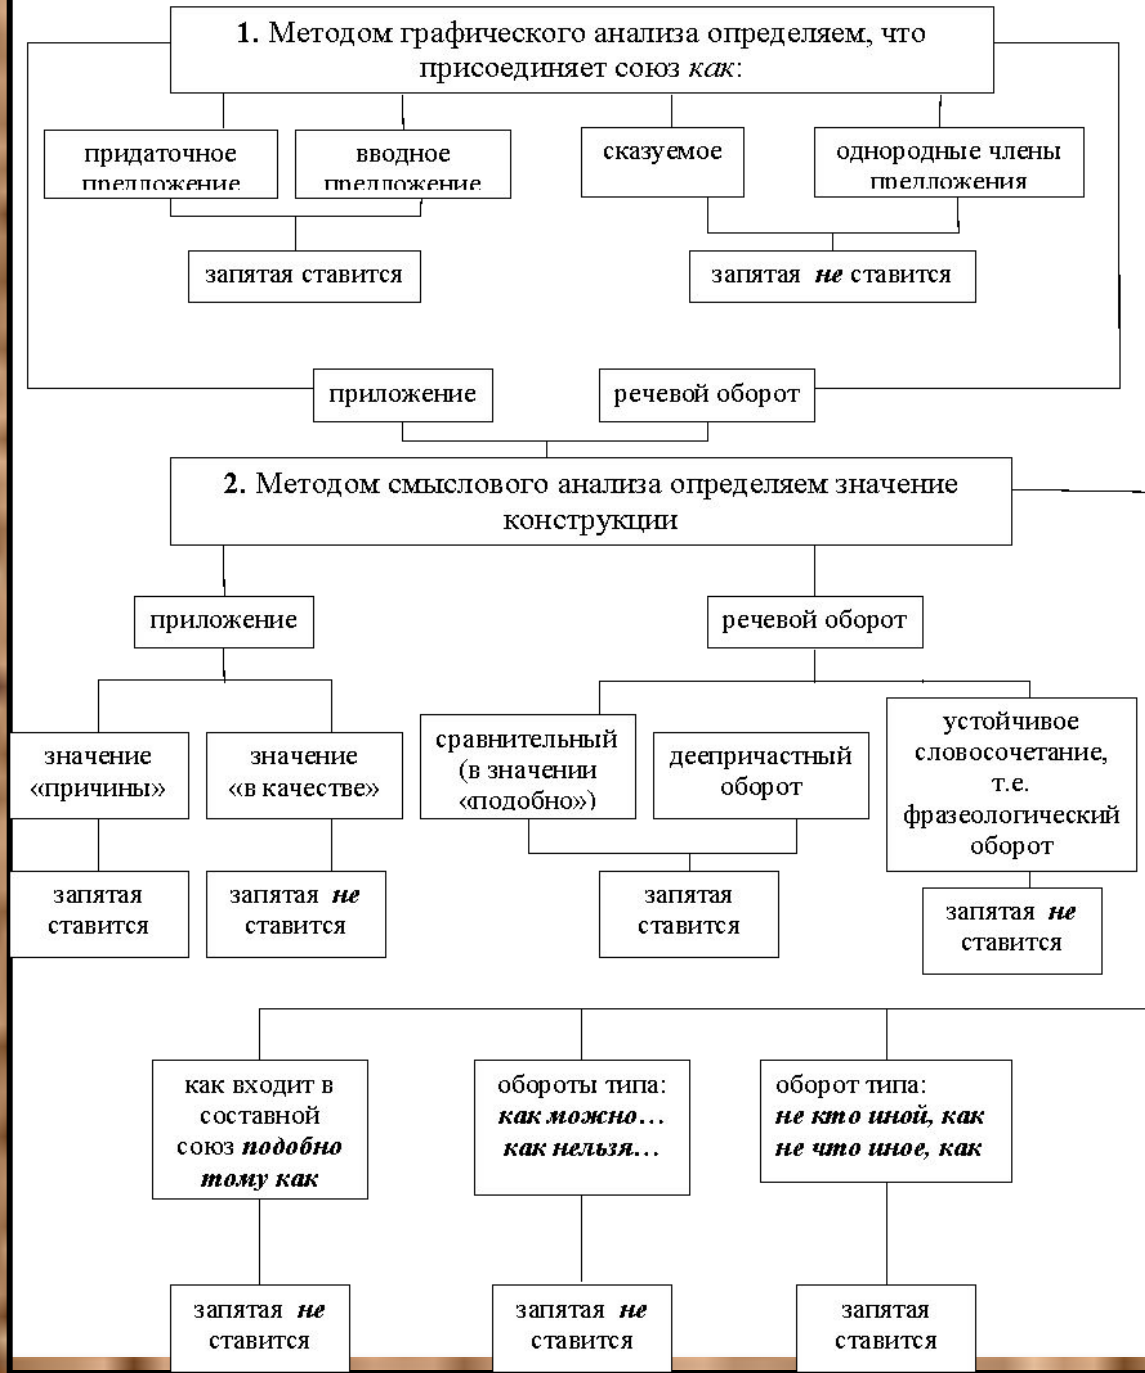 1. Методом графического анализа определяем, что
присоединяет союз как:
придаточное
предложение
вводное
предложение
сказуемое
однородные члены
предложения
запятая ставится
запятая не ставится
приложение
речевой оборот
2. Методом смыслового анализа определяем значение
конструкции
приложение
речевой оборот
значение
«причины»
значение
«в качестве»
сравнительный
(в значении
«подобно»)
деепричастный
оборот
устойчивое
словосочетание,
т.е.
фразеологический
оборот
запятая
ставится
запятая не
ставится
запятая
ставится
запятая не
ставится
как входит в
составной
союз подобно
тому как
обороты типа:
как можно…
как нельзя…
оборот типа:
не кто иной, как
не что иное, как
запятая не
ставится
запятая не
ставится
запятая
ставится